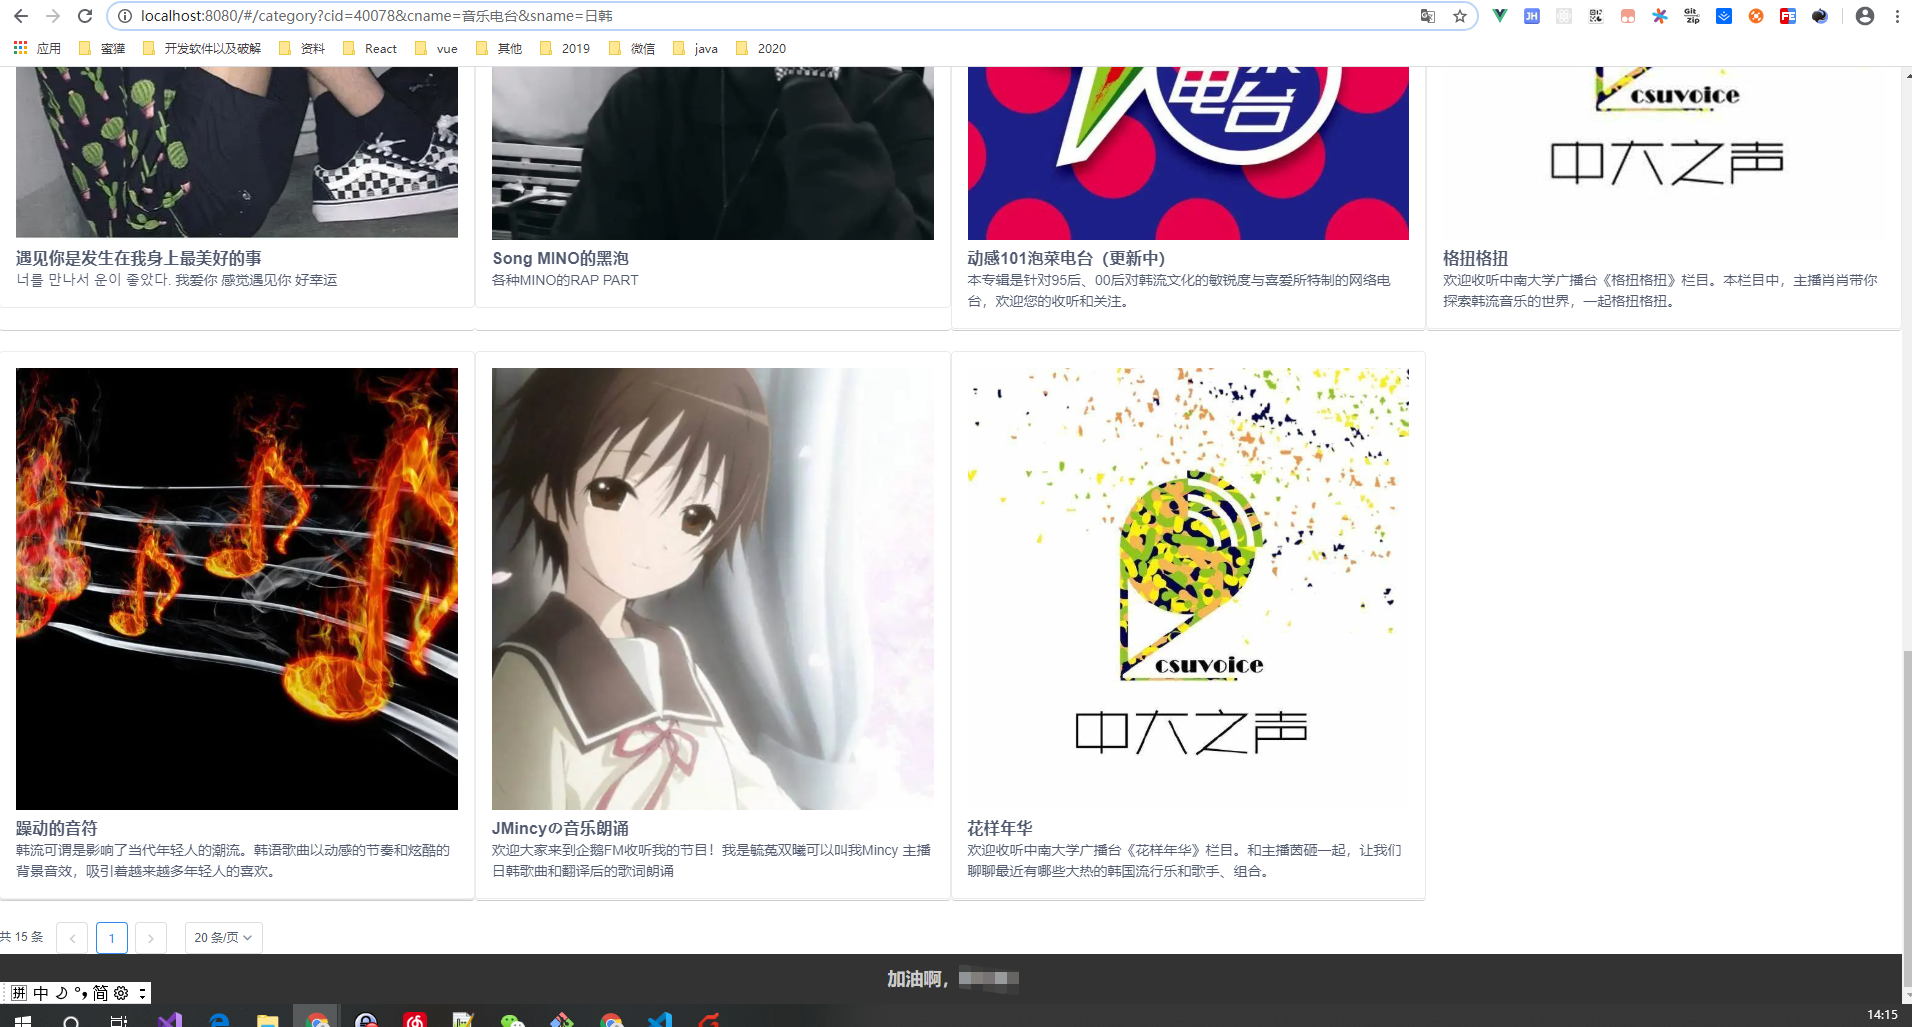 localhost:8080/#/category?cid=40078&cname=音乐电台&sname=日韩
应用 蜜獾 开发软件以及破解 资料 React vue 其他 2019 微信 java 2020
电台
csuvoice
中大之声
遇见你是发生在我身上最美好的事
너를 만나서 운이 좋았다. 我爱你 感觉遇见你 好幸运
Song MINO的黑泡
各种MINO的RAP PART
动感101泡菜电台（更新中）
本专辑是针对95后、00后对韩流文化的敏锐度与喜爱所特制的网络电
台，欢迎您的收听和关注。
格扭格扭
欢迎收听中南大学广播台《格扭格扭》栏目。本栏目中，主播肖肖带你
探索韩流音乐的世界，一起格扭格扭。
csuvoice
中大之声
躁动的音符
韩流可谓是影响了当代年轻人的潮流。韩语歌曲以动感的节奏和炫酷的
背景音效，吸引着越来越多年轻人的喜欢。
JMincyの音乐朗诵
欢迎大家来到企鹅FM收听我的节目！我是毓菟双曦可以叫我Mincy 主播
日韩歌曲和翻译后的歌词朗诵
花样年华
欢迎收听中南大学广播台《花样年华》栏目。和主播茵砸一起，让我们
聊聊最近有哪些大热的韩国流行乐和歌手、组合。
共 15 条 1 20 条/页
加油啊，
拼 中 简
14:15